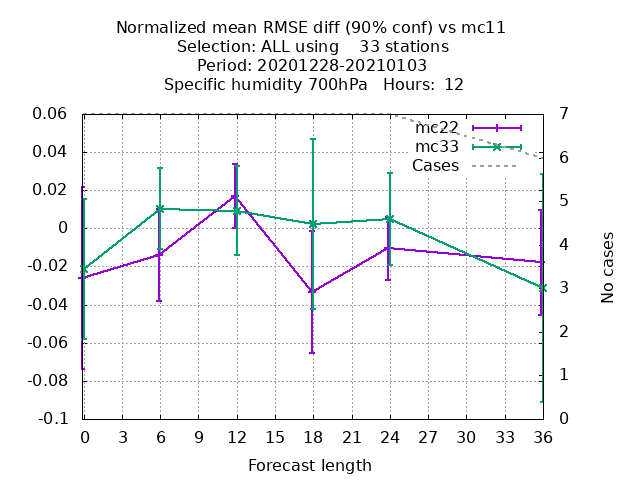 Normalized mean RMSE diff (90% conf) vs mc11
Selection: ALL using    33 stations
Period: 20201228-20210103
Specific humidity 700hPa   Hours:  12
mc22
mc33
Cases
0.06
0.04
0.02
0
-0.02
-0.04
-0.06
-0.08
-0.1
7
6
5
4
3
2
1
0
No cases
0 3 6 9 12 15 18 21 24 27 30 33 36
Forecast length